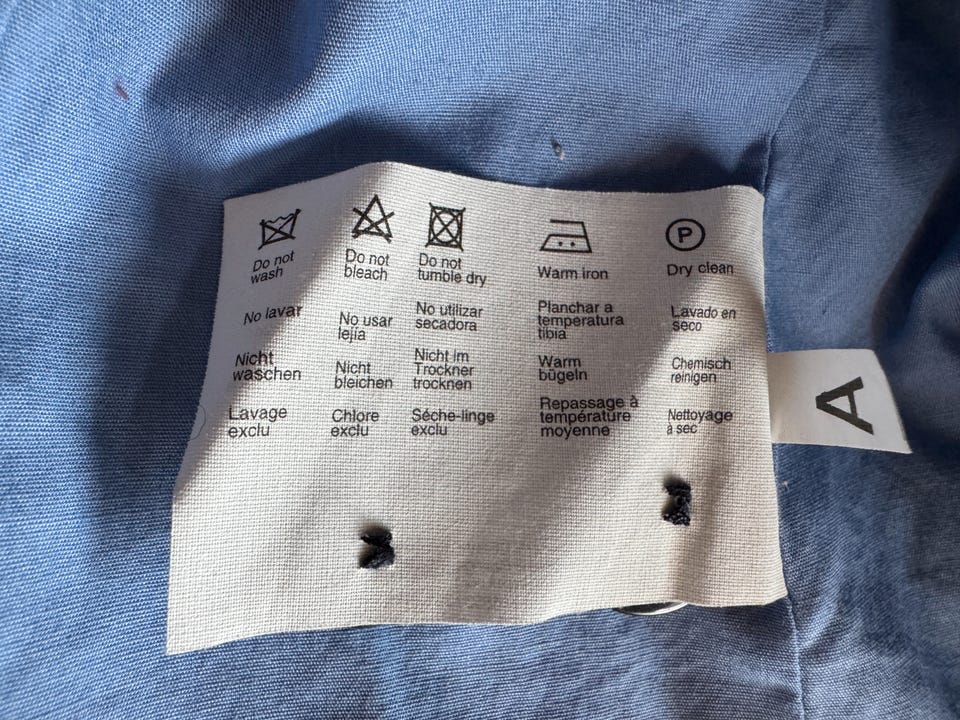 Do not
wash
Do not
bleach
Do not
tumble dry
Warm iron
P
Dry clean
No lavar
No usar
lejia
No utilizar
secadora
Planchar a
temperatura
tibia
Lavado en
seco
Nicht
waschen
Nicht
bleichen
Nicht im
Trockner
trocknen
Warm
bügeln
Chemisch
reinigen
Lavage
exclu
Chlore
exclu
Séche-linge
exclu
Repassage à
température
moyenne
Nettoyage
à sec
A